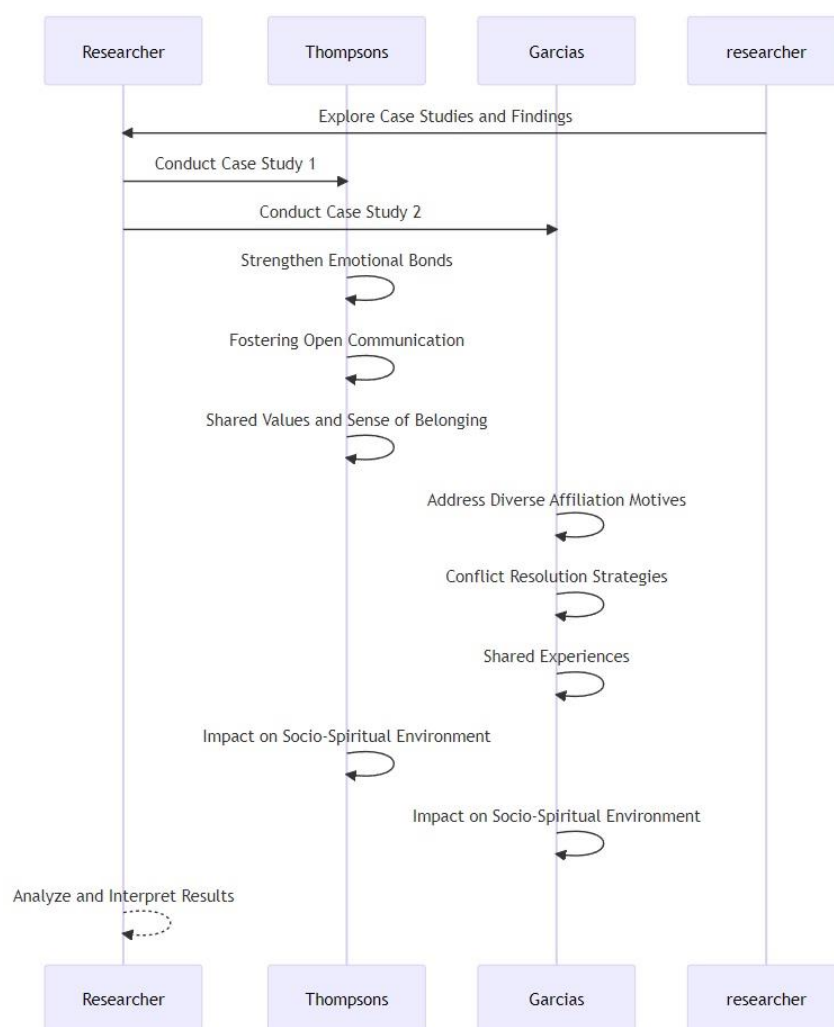 Researcher
Thompsons
Garcias
researcher
Explore Case Studies and Findings
Conduct Case Study 1
Conduct Case Study 2
Strengthen Emotional Bonds
Fostering Open Communication
Shared Values and Sense of Belonging
Address Diverse Affiliation Motives
Conflict Resolution Strategies
Shared Experiences
Impact on Socio-Spiritual Environment
Impact on Socio-Spiritual Environment
Analyze and Interpret Results
Researcher
Thompsons
Garcias
researcher